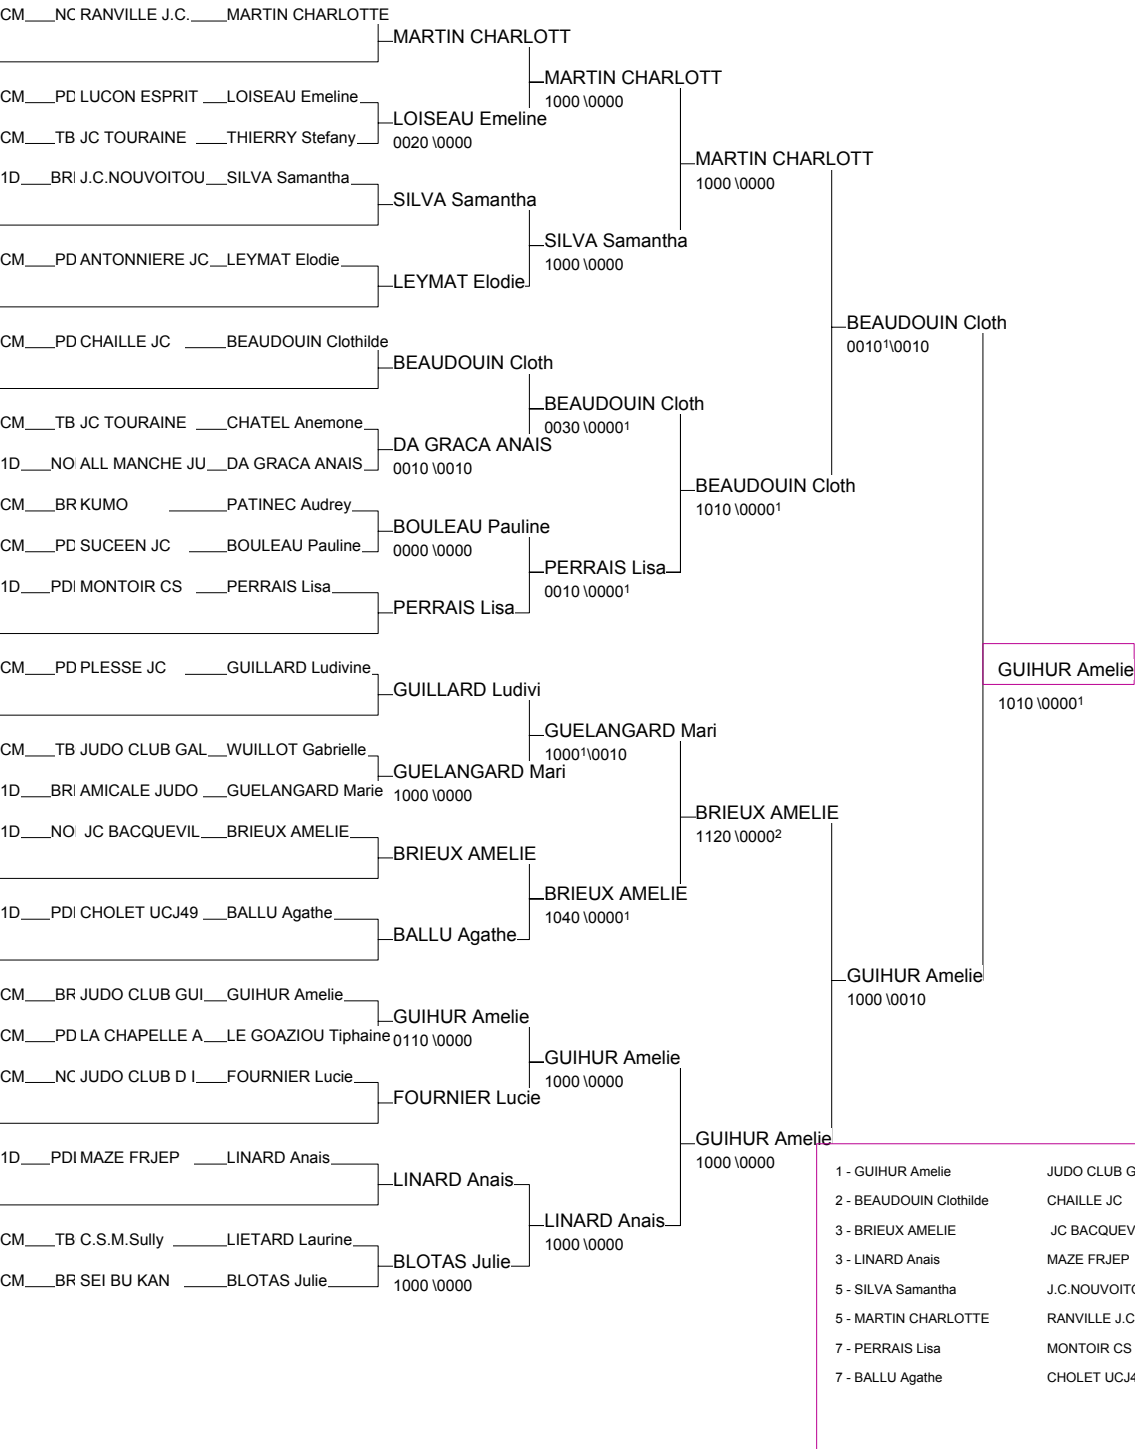 CM NC RANVILLE J.C. MARTIN CHARLOTTE
MARTIN CHARLOTT
MARTIN CHARLOTT
1000 \0000
CM PD LUCON ESPRIT LOISEAU Emeline
LOISEAU Emeline
0020 \0000
CM TB JC TOURAINE THIERRY Stefany
MARTIN CHARLOTT
1000 \0000
1D BRI J.C.NOUVOITOU SILVA Samantha
SILVA Samantha
SILVA Samantha
1000 \0000
CM PD ANTONNIERE JC LEYMAT Elodie
LEYMAT Elodie
BEAUDOUIN Cloth
0010¹\0010
CM PD CHAILLE JC BEAUDOUIN Clothilde
BEAUDOUIN Cloth
BEAUDOUIN Cloth
0030 \0000¹
CM TB JC TOURAINE CHATEL Anemone
DA GRACA ANAIS
0010 \0010
1D NO ALL MANCHE JU DA GRACA ANAIS
BEAUDOUIN Cloth
1010 \0000¹
CM BR KUMO PATINEC Audrey
BOULEAU Pauline
0000 \0000
CM PD SUCEEN JC BOULEAU Pauline
PERRAIS Lisa
0010 \0000¹
1D PDI MONTOIR CS PERRAIS Lisa
PERRAIS Lisa
GUIHUR Amelie
1010 \0000¹
CM PD PLESSE JC GUILLARD Ludivine
GUILLARD Ludivi
GUELANGARD Mari
1000¹\0010
CM TB JUDO CLUB GAL WUILLOT Gabrielle
GUELANGARD Mari
1000 \0000
1D BRI AMICALE JUDO GUELANGARD Marie
BRIEUX AMELIE
1120 \0000²
1D NO JC BACQUEVIL BRIEUX AMELIE
BRIEUX AMELIE
BRIEUX AMELIE
1040 \0000¹
1D PDI CHOLET UCJ49 BALLU Agathe
BALLU Agathe
GUIHUR Amelie
1000 \0010
CM BR JUDO CLUB GUI GUIHUR Amelie
GUIHUR Amelie
0110 \0000
CM PD LA CHAPELLE A LE GOAZIOU Tiphaine
GUIHUR Amelie
1000 \0000
CM NC JUDO CLUB D I FOURNIER Lucie
FOURNIER Lucie
GUIHUR Amelie
1000 \0000
1D PDI MAZE FRJEP LINARD Anais
LINARD Anais
LINARD Anais
1000 \0000
CM TB C.S.M.Sully LIETARD Laurine
BLOTAS Julie
1000 \0000
CM BR SEI BU KAN BLOTAS Julie
1 - GUIHUR Amelie JUDO CLUB G
2 - BEAUDOUIN Clothilde CHAILLE JC
3 - BRIEUX AMELIE JC BACQUEV
3 - LINARD Anais MAZE FRJEP
5 - SILVA Samantha J.C.NOUVOITO
5 - MARTIN CHARLOTTE RANVILLE J.C
7 - PERRAIS Lisa MONTOIR CS
7 - BALLU Agathe CHOLET UCJ4